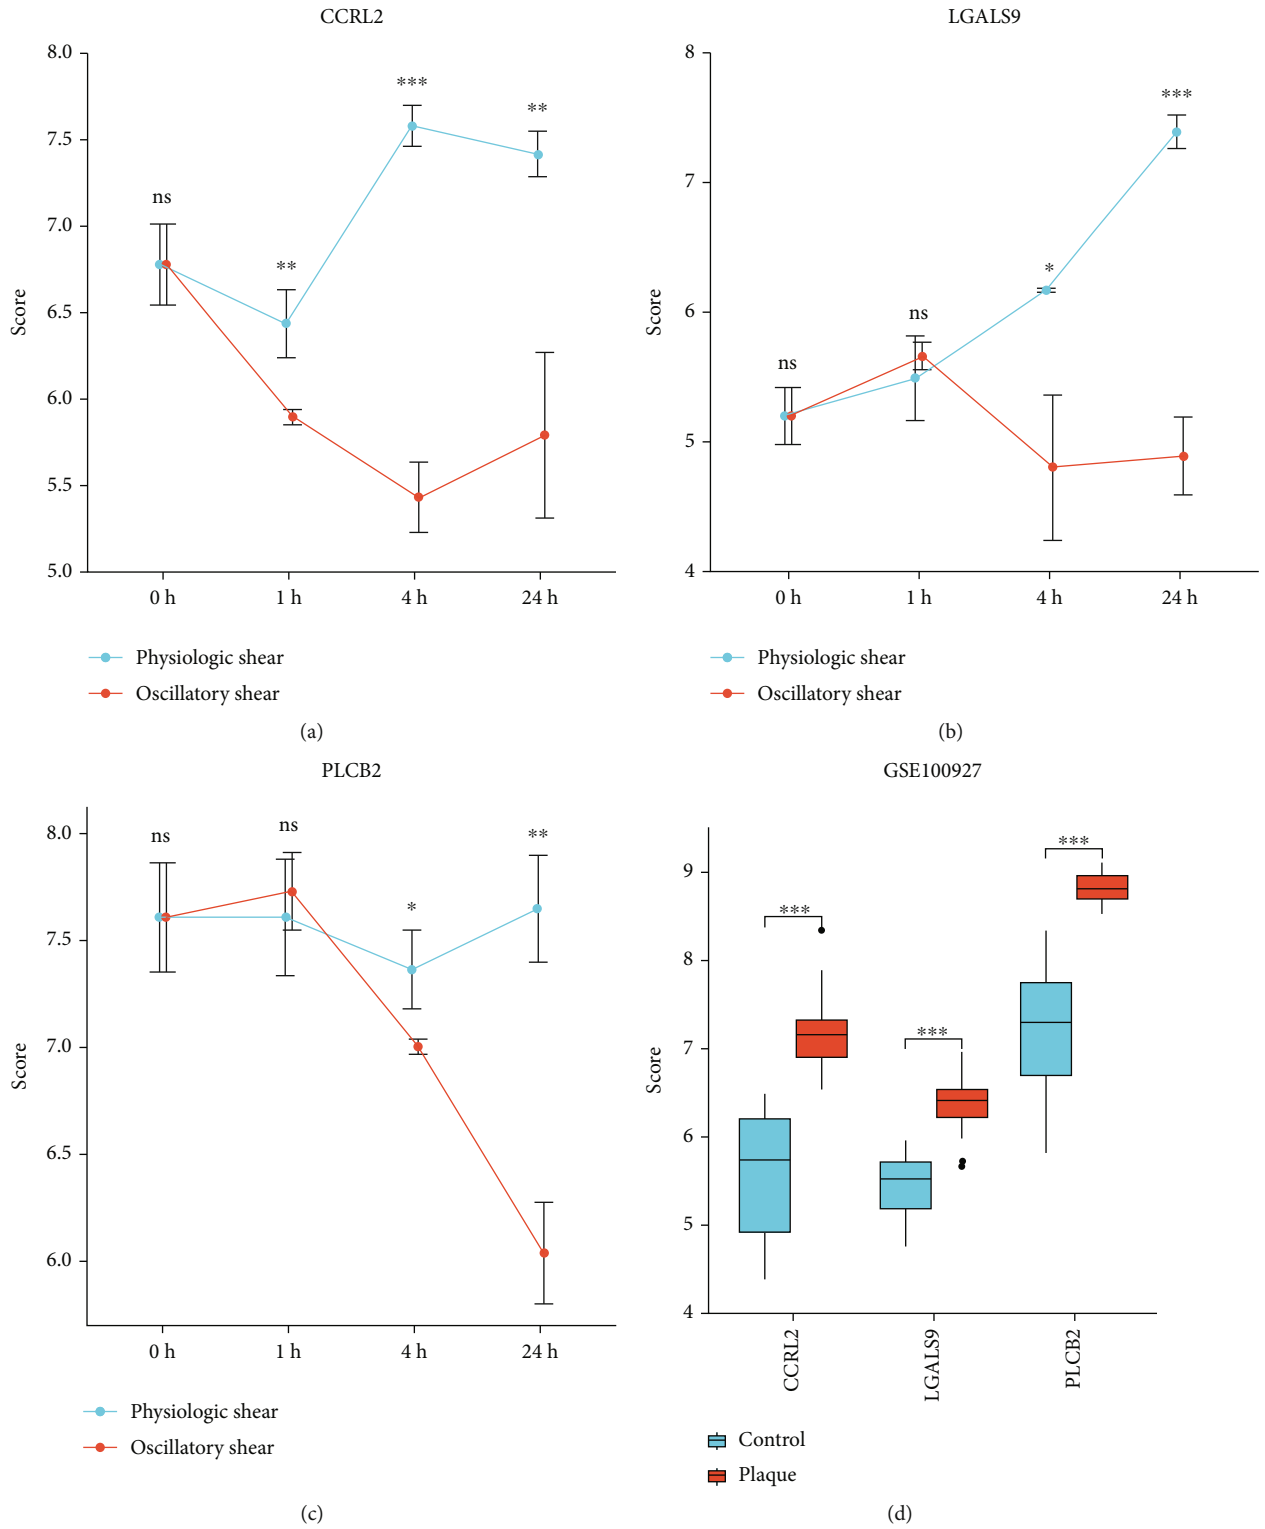 CCRL2
8.0
7.5
7.0
6.5
6.0
5.5
5.0
Score
ns
**
***
**
0 h
1 h
4 h
24 h
Physiologic shear
Oscillatory shear
(a)
LGALS9
8
7
6
5
4
Score
ns
ns
*
***
0 h
1 h
4 h
24 h
Physiologic shear
Oscillatory shear
(b)
PLCB2
8.0
7.5
7.0
6.5
6.0
Score
ns
ns
*
**
0 h
1 h
4 h
24 h
Physiologic shear
Oscillatory shear
(c)
GSE100927
9
8
7
6
5
4
Score
***
***
***
CCRL2
LGALS9
PLCB2
Control
Plaque
(d)